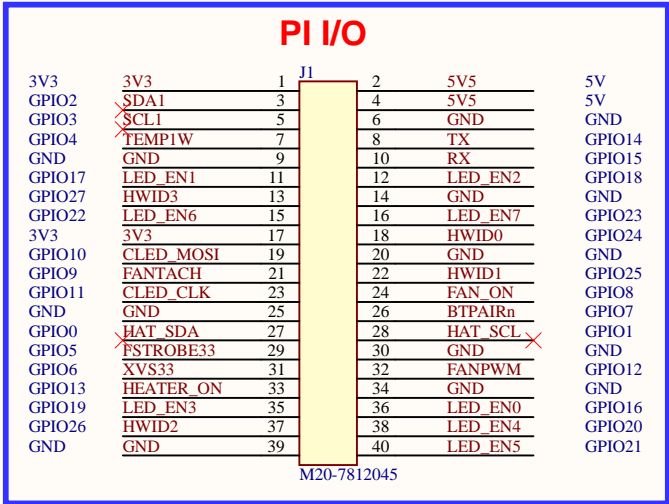 PI I/O
J1
3V3 3V3 1 2 5V5 5V
GPIO2 SDA1 3 4 5V5 5V
GPIO3 SCL1 5 6 GND GND
GPIO4 TEMP1W 7 8 TX GPIO14
GND GND 9 10 RX GPIO15
GPIO17 LED_EN1 11 12 LED_EN2 GPIO18
GPIO27 HWID3 13 14 GND GND
GPIO22 LED_EN6 15 16 LED_EN7 GPIO23
3V3 3V3 17 18 HWID0 GPIO24
GPIO10 CLED_MOSI 19 20 GND GND
GPIO9 FANTACH 21 22 HWID1 GPIO25
GPIO11 CLED_CLK 23 24 FAN_ON GPIO8
GND GND 25 26 BTPAIRn GPIO7
GPIO0 HAT_SDA 27 28 HAT_SCL GPIO1
GPIO5 FSTROBE33 29 30 GND GND
GPIO6 XVS33 31 32 FANPWM GPIO12
GPIO13 HEATER_ON 33 34 GND GND
GPIO19 LED_EN3 35 36 LED_EN0 GPIO16
GPIO26 HWID2 37 38 LED_EN4 GPIO20
GND GND 39 40 LED_EN5 GPIO21
M20-7812045